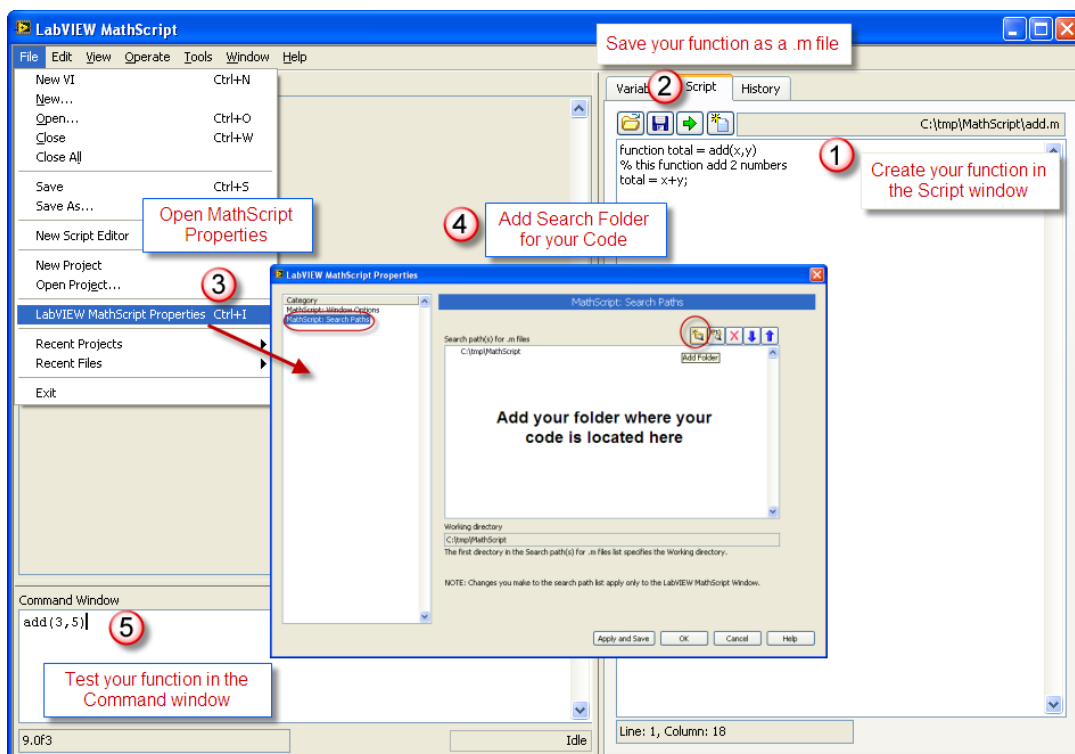 LabVIEW MathScript
File Edit View Operate Tools Window Help
New VI Ctrl+N
New...
Open... Ctrl+O
Close Ctrl+W
Close All
Save Ctrl+S
Save As...
New Script Editor
New Project
Open Project...
LabVIEW MathScript Properties Ctrl+I
Recent Projects
Recent Files
Exit
Open MathScript
Properties
3
Save your function as a .m file
2
Script History
C:\tmp\MathScript\add.m
function total = add(x,y)
% this function add 2 numbers
total = x+y;
1
Create your function in
the Script window
4
Add Search Folder
for your Code
LabVIEW MathScript Properties
Category
MathScript: Window Options
MathScript: Search Paths
MathScript: Search Paths
Search path(s) for .m files
C:\tmp\MathScript
Add Folder
Add your folder where your
code is located here
Working directory
C:\tmp\MathScript
The first directory in the Search path(s) for .m files list specifies the Working directory.
NOTE: Changes you make to the search path list apply only to the LabVIEW MathScript Window.
Apply and Save OK Cancel Help
Command Window
add(3,5)
5
Test your function in the
Command window
9.0f3 Idle
Line: 1, Column: 18